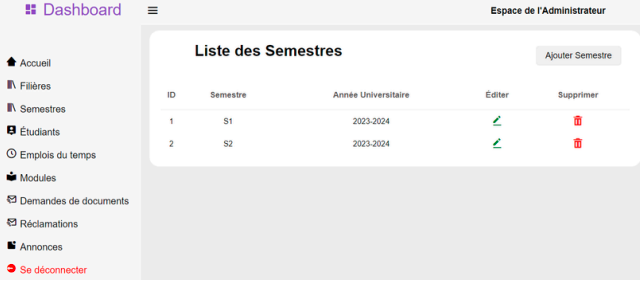 Dashboard
Espace de l'Administrateur
Accueil
Filières
Semestres
Étudiants
Emplois du temps
Modules
Demandes de documents
Réclamations
Annonces
Se déconnecter
Liste des Semestres
Ajouter Semestre
ID Semestre Année Universitaire Éditer Supprimer
1 S1 2023-2024
2 S2 2023-2024